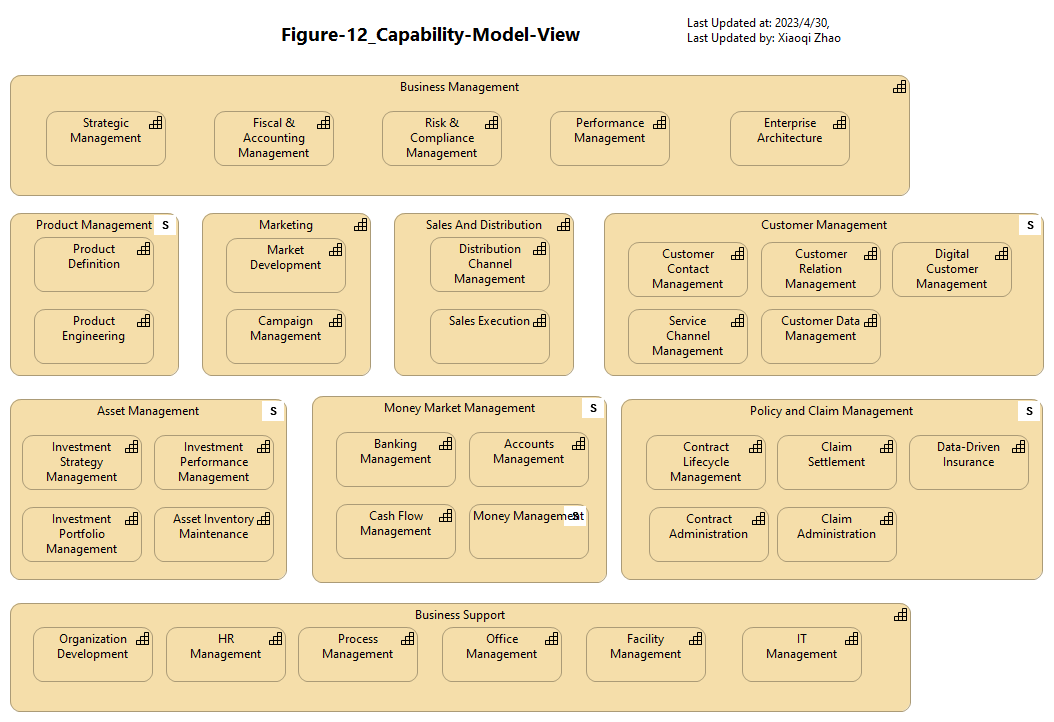 Figure-12_Capability-Model-View
Last Updated at: 2023/4/30,
Last Updated by: Xiaoqi Zhao
Business Management
Strategic
Management
Fiscal &
Accounting
Management
Risk &
Compliance
Management
Performance
Management
Enterprise
Architecture
Product Management
S
Product
Definition
Product
Engineering
Marketing
Market
Development
Campaign
Management
Sales And Distribution
Distribution
Channel
Management
Sales Execution
Customer Management
S
Customer
Contact
Management
Customer
Relation
Management
Digital
Customer
Management
Service
Channel
Management
Customer Data
Management
Asset Management
S
Investment
Strategy
Management
Investment
Performance
Management
Investment
Portfolio
Management
Asset Inventory
Maintenance
Money Market Management
S
Banking
Management
Accounts
Management
Cash Flow
Management
Money Management
S
Policy and Claim Management
S
Contract
Lifecycle
Management
Claim
Settlement
Data-Driven
Insurance
Contract
Administration
Claim
Administration
Business Support
Organization
Development
HR
Management
Process
Management
Office
Management
Facility
Management
IT
Management